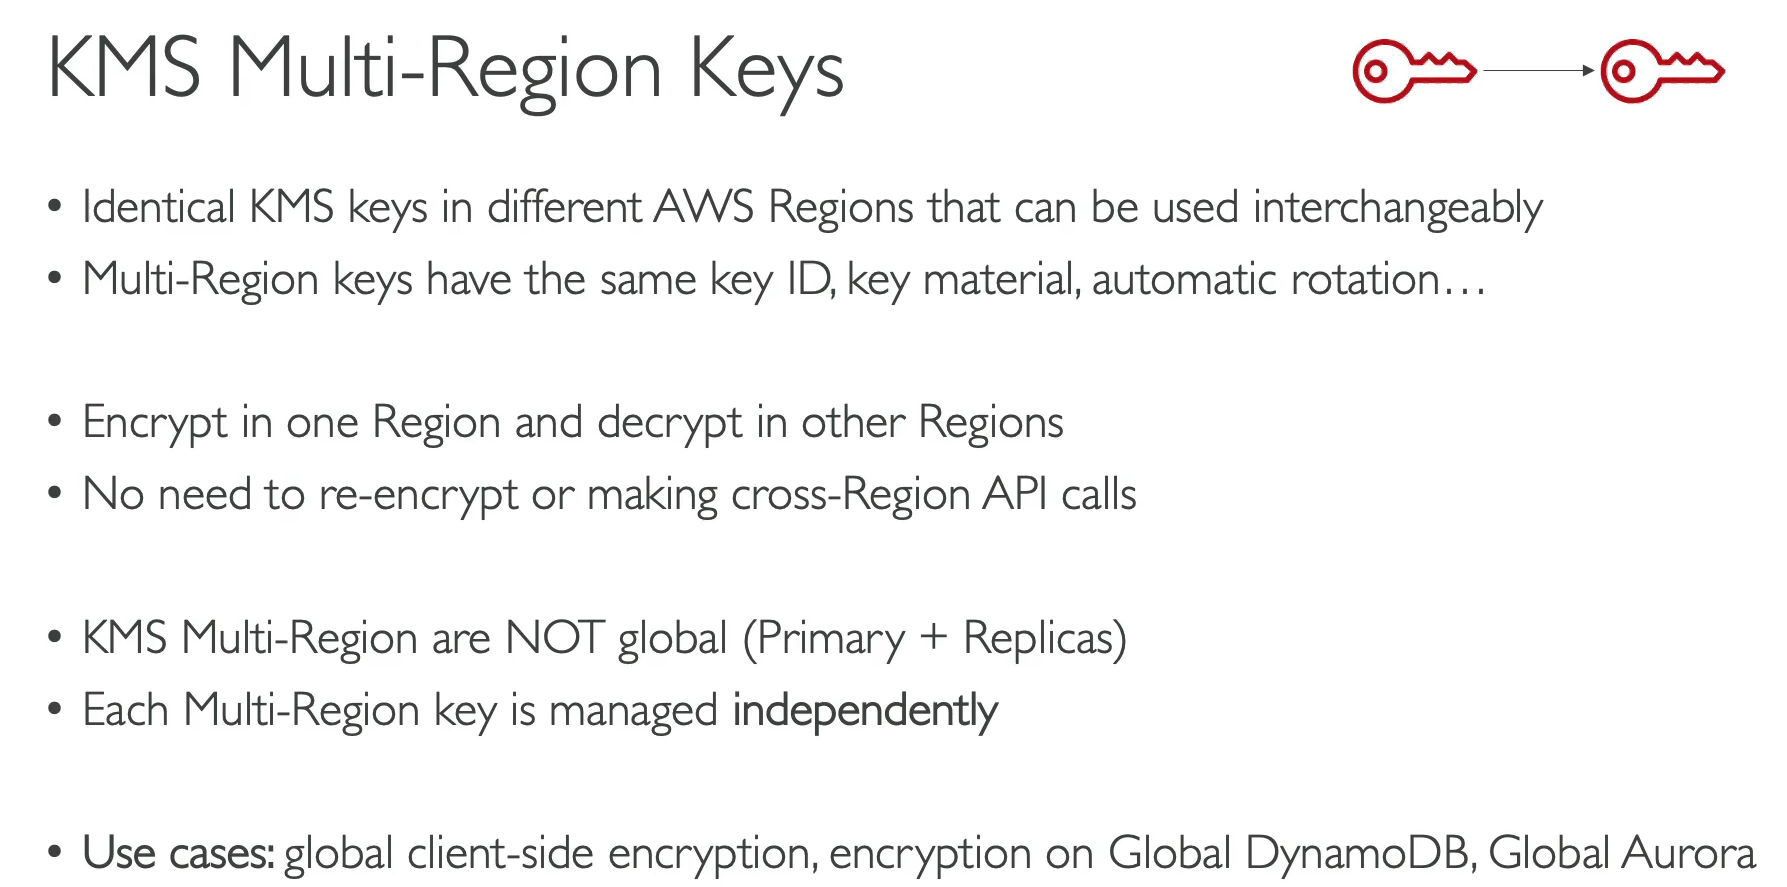 KMS Multi-Region Keys
• Identical KMS keys in different AWS Regions that can be used interchangeably
• Multi-Region keys have the same key ID, key material, automatic rotation…
• Encrypt in one Region and decrypt in other Regions
• No need to re-encrypt or making cross-Region API calls
• KMS Multi-Region are NOT global (Primary + Replicas)
• Each Multi-Region key is managed independently
• Use cases: global client-side encryption, encryption on Global DynamoDB, Global Aurora